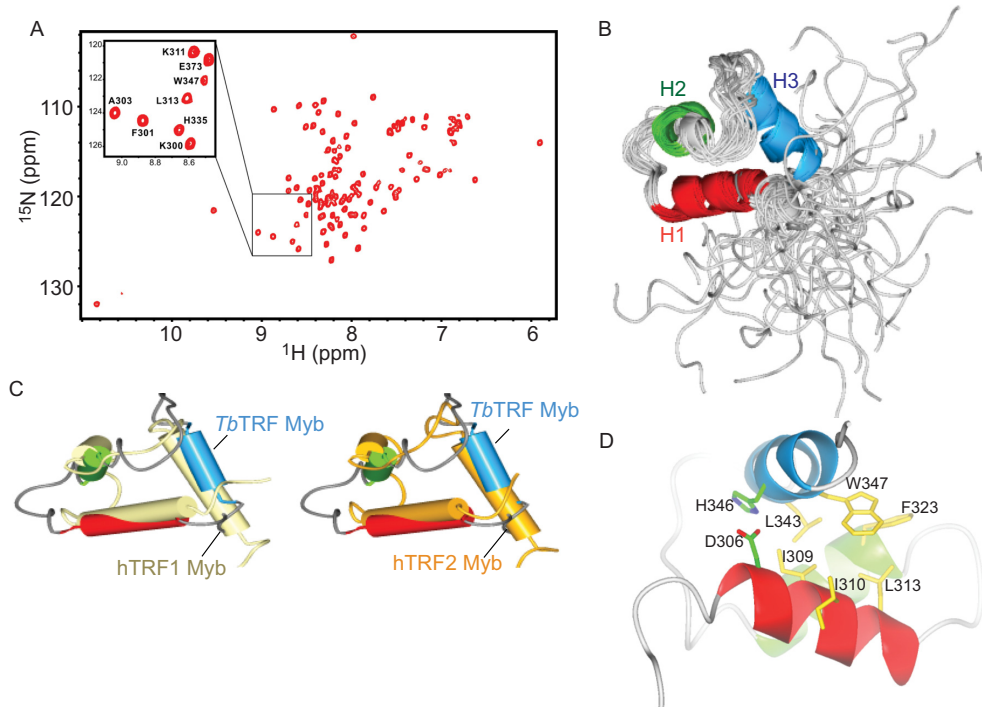 A
120
122
124
126
K311
E373
W347
L313
A303
H335
F301
K300
9.0 8.8 8.6
110
120
130
15N (ppm)
10 9 8 7 6
1H (ppm)
B
H2
H3
H1
C
TbTRF Myb
hTRF1 Myb
TbTRF Myb
hTRF2 Myb
D
W347
H346
F323
L343
D306
I309
I310
L313